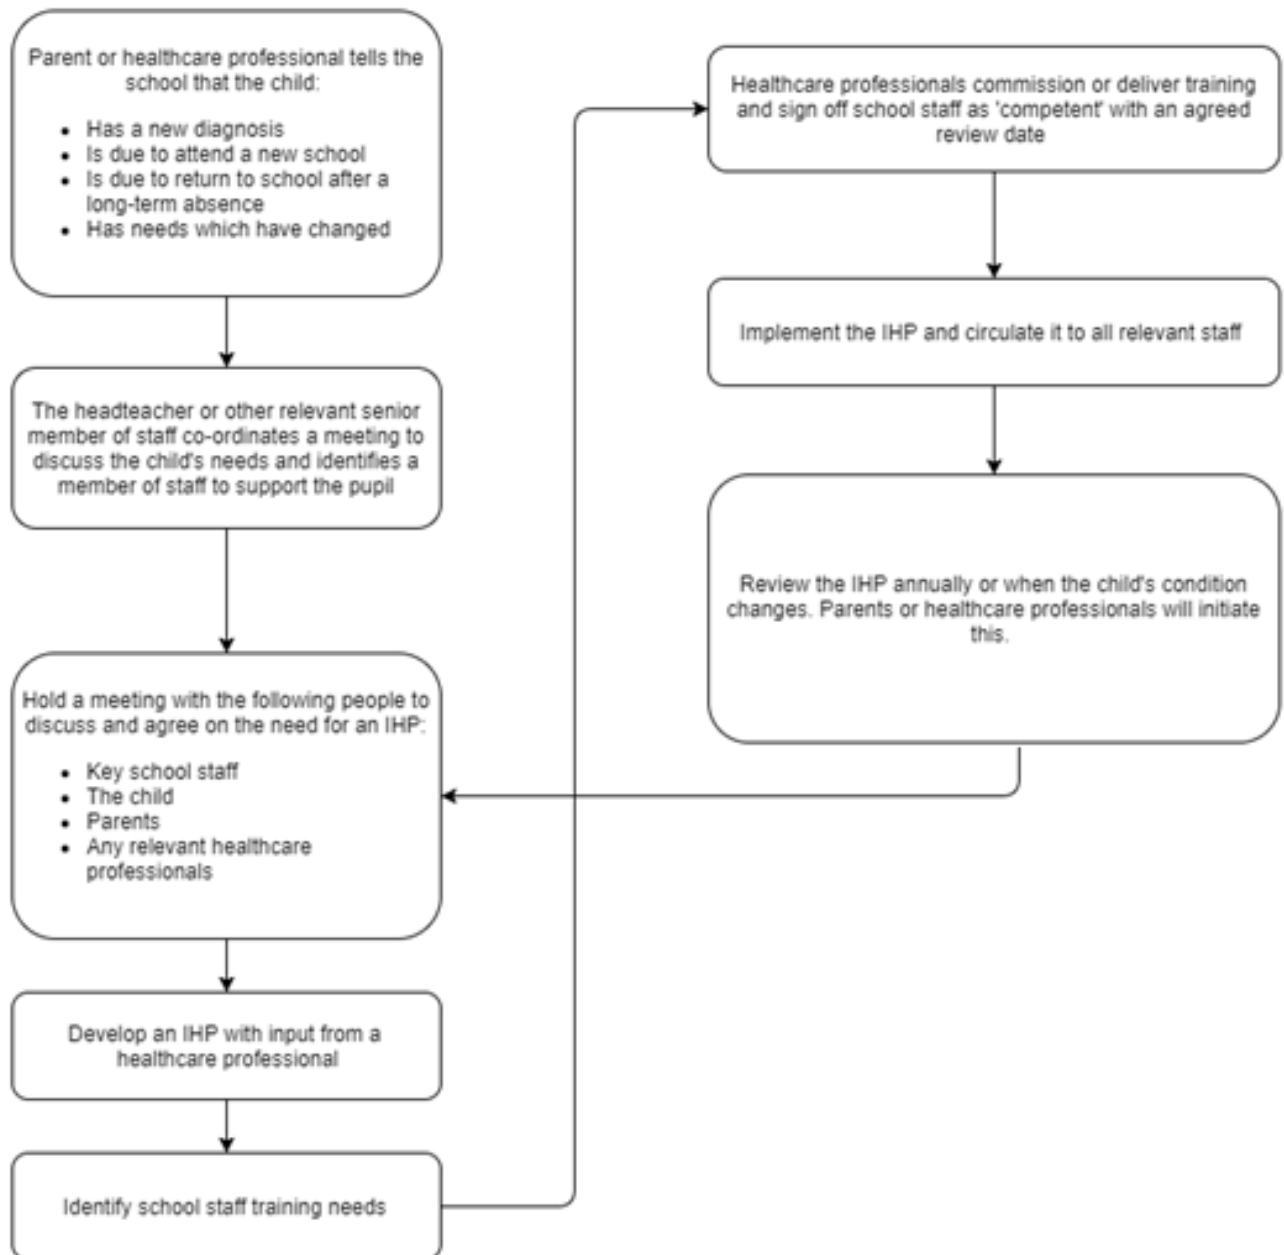 Parent or healthcare professional tells the
school that the child:
• Has a new diagnosis
• Is due to attend a new school
• Is due to return to school after a
long-term absence
• Has needs which have changed
The headteacher or other relevant senior
member of staff co-ordinates a meeting to
discuss the child's needs and identifies a
member of staff to support the pupil
Hold a meeting with the following people to
discuss and agree on the need for an IHP:
• Key school staff
• The child
• Parents
• Any relevant healthcare
professionals
Develop an IHP with input from a
healthcare professional
Identify school staff training needs
Healthcare professionals commission or deliver training
and sign off school staff as 'competent' with an agreed
review date
Implement the IHP and circulate it to all relevant staff
Review the IHP annually or when the child's condition
changes. Parents or healthcare professionals will initiate
this.